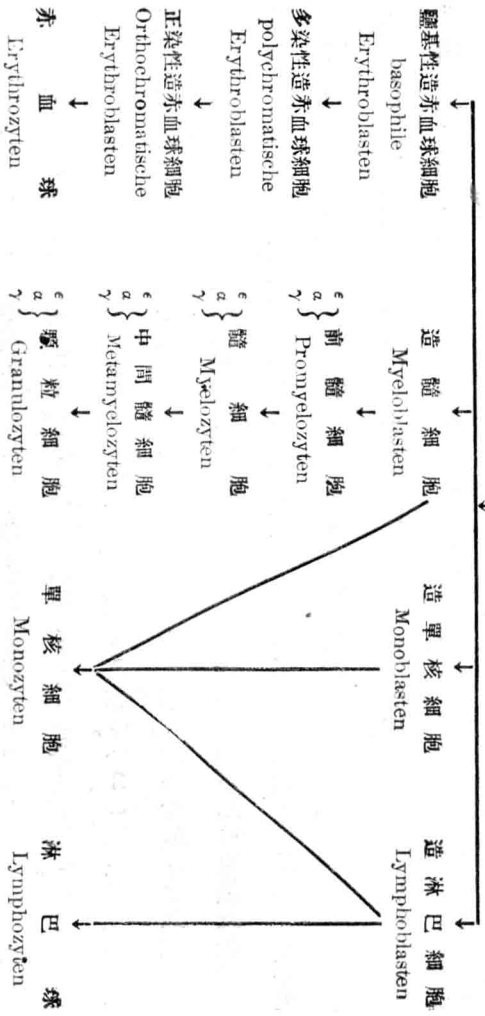 鹽基性造赤血球細胞
basophile
Erythroblasten
多染性造赤血球細胞
polychromatische
Erythroblasten
正染性造赤血球細胞
Orthochromatische
Erythroblasten
赤血球
Erythrozyten
造髓細胞
Myeloblasten
ε
α
γ
前髓細胞
Promyelozyten
ε
α
γ
髓細胞
Myelozyten
ε
α
γ
中間髓細胞
Metamyelozyten
ε
α
γ
顆粒細胞
Granulozyten
造單核細胞
Monoblasten
單核細胞
Monozyten
造淋巴細胞
Lymphoblasten
淋巴球
Lymphozyten